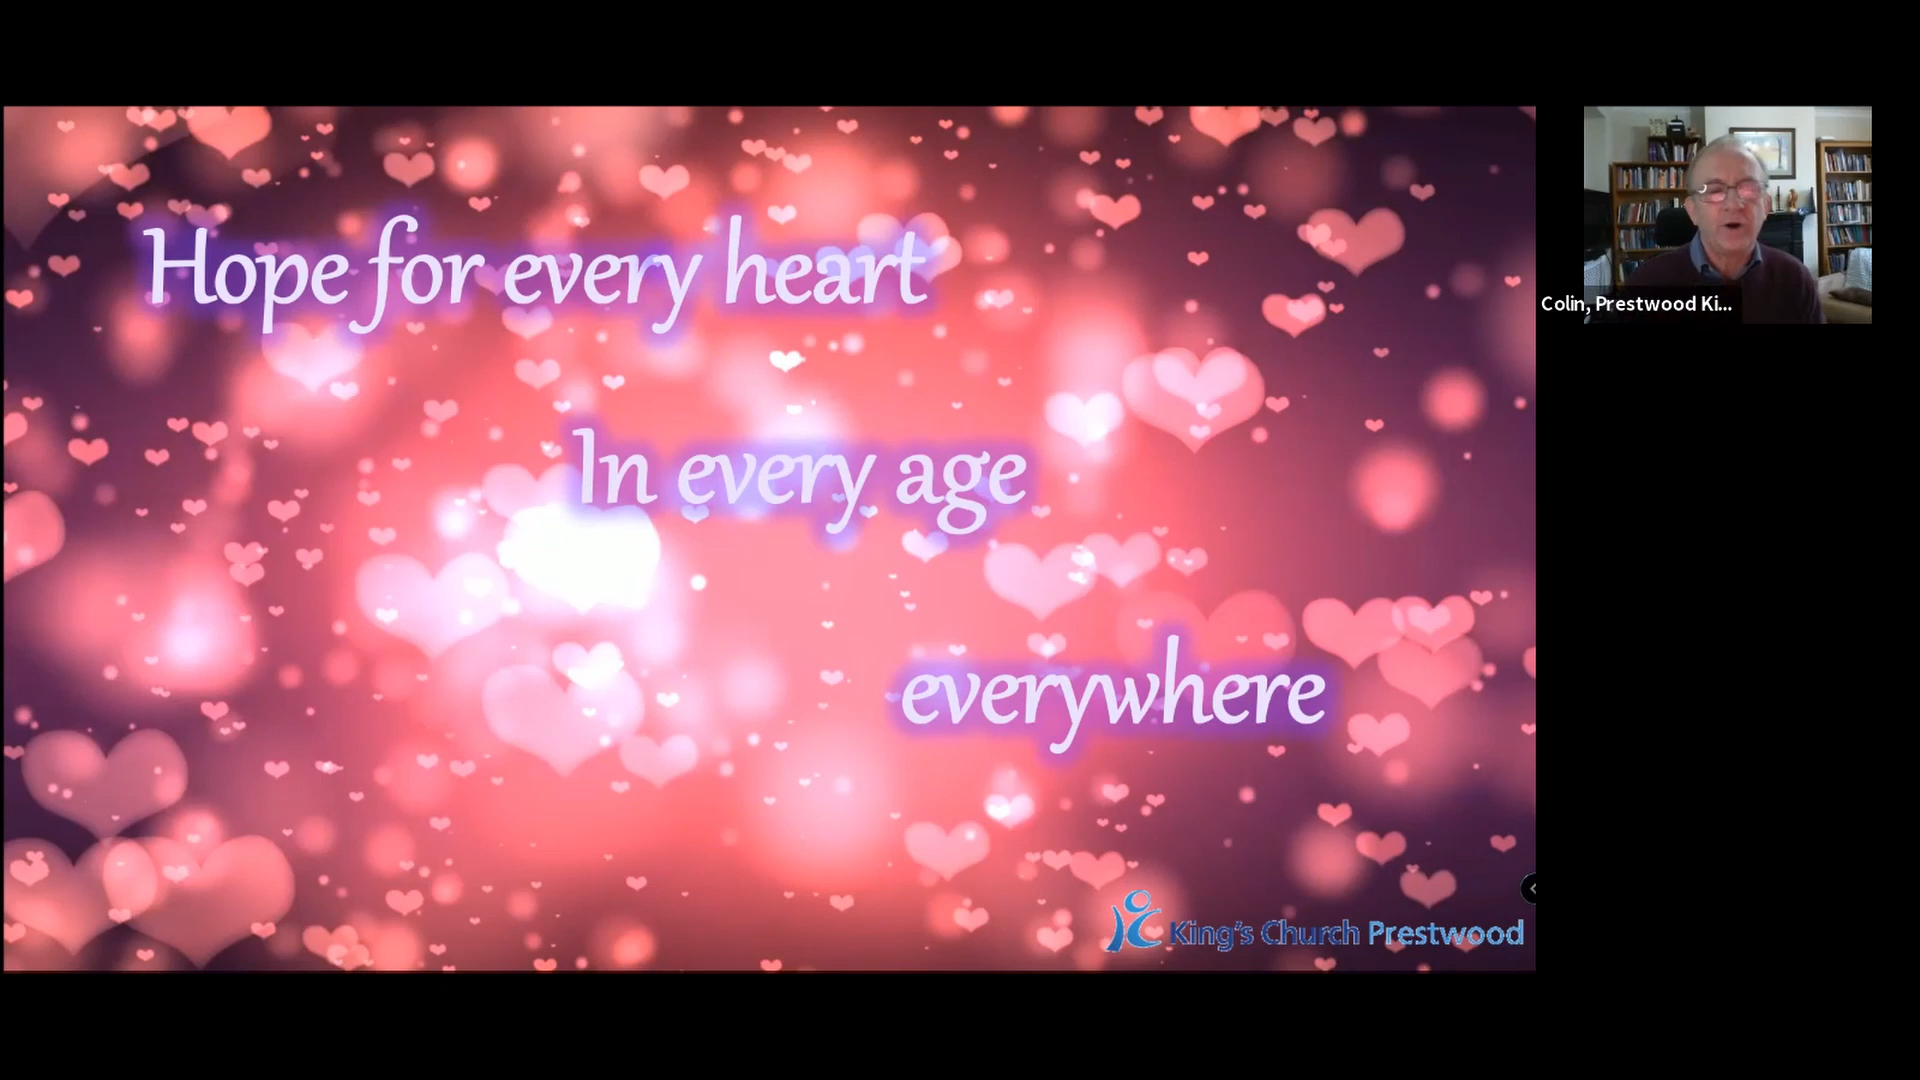 Hope for every heart
In every age
everywhere
King's Church Prestwood
Colin, Prestwood Ki...